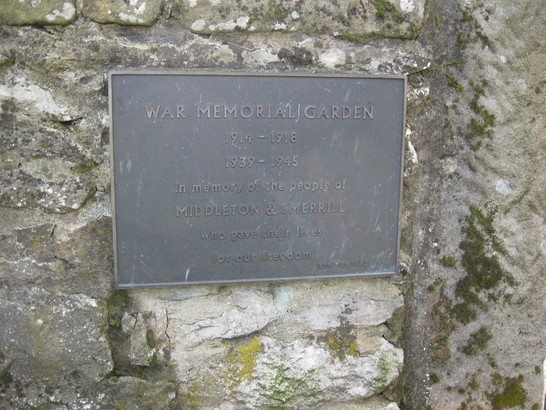 WAR MEMORIAL GARDEN
1914 - 1918
1939 - 1945
In memory of the people of
MIDDLETON & SMERRILL
who gave their lives
for our freedom